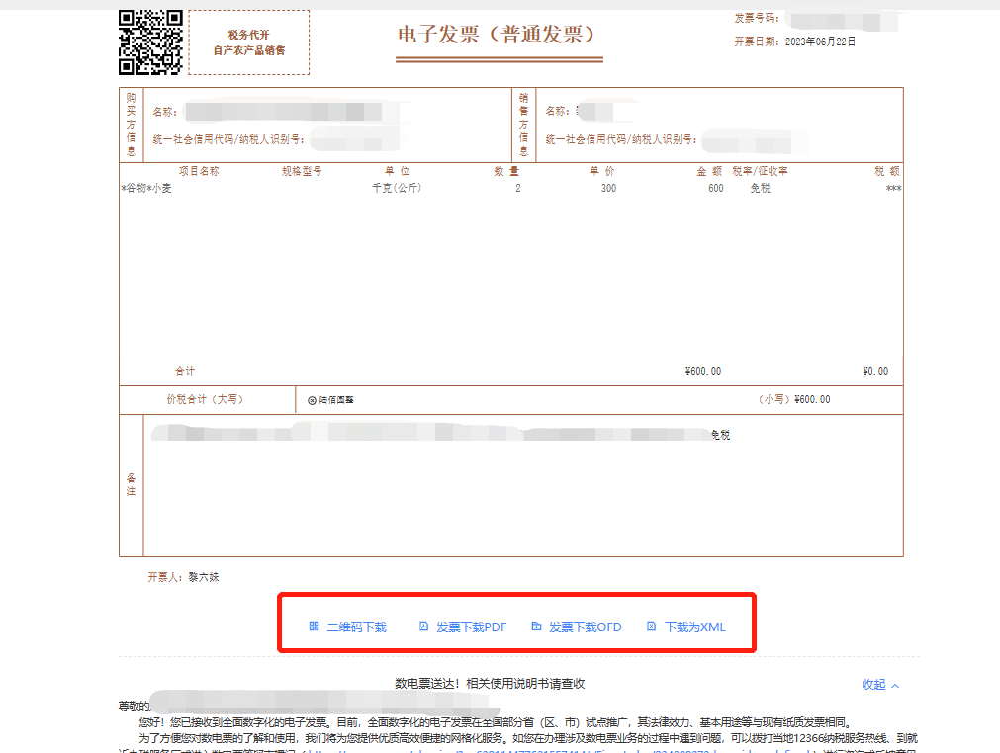 税务代开
自产农产品销售
电子发票（普通发票）
发票号码：
开票日期：2023年06月22日
购买方信息
名称：
统一社会信用代码/纳税人识别号：
销售方信息
名称：
统一社会信用代码/纳税人识别号：
项目名称 规格型号 单 位 数 量 单 价 金 额 税率/征收率 税 额
*谷物*小麦 千克(公斤) 2 300 600 免税 ***
合计 ¥600.00 ¥0.00
价税合计（大写） ⊗陆佰圆整 （小写）¥600.00
免税
备注
开票人：黎六妹
二维码下载 发票下载PDF 发票下载OFD 下载为XML
数电票送达！相关使用说明书请查收 收起
尊敬的
您好！您已接收到全面数字化的电子发票。目前，全面数字化的电子发票在全国部分省（区、市）试点推广，其法律效力、基本用途等与现有纸质发票相同。
为了方便您对数电票的了解和使用，我们将为您提供优质高效便捷的网格化服务。如您在办理涉及数电票业务的过程中遇到问题，可以拨打当地12366纳税服务热线、到就